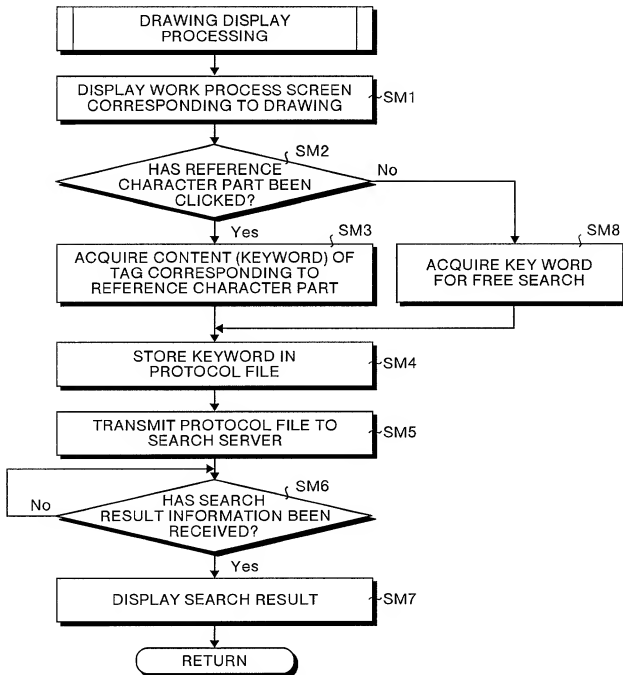 DRAWING DISPLAY
PROCESSING
DISPLAY WORK PROCESS SCREEN
CORRESPONDING TO DRAWING
SM1
SM2
HAS REFERENCE
CHARACTER PART BEEN
CLICKED?
No
Yes
SM3
ACQUIRE CONTENT (KEYWORD) OF
TAG CORRESPONDING TO
REFERENCE CHARACTER PART
SM8
ACQUIRE KEY WORD
FOR FREE SEARCH
STORE KEYWORD IN
PROTOCOL FILE
SM4
TRANSMIT PROTOCOL FILE TO
SEARCH SERVER
SM5
SM6
HAS SEARCH
RESULT INFORMATION BEEN
RECEIVED?
No
Yes
DISPLAY SEARCH RESULT
SM7
RETURN